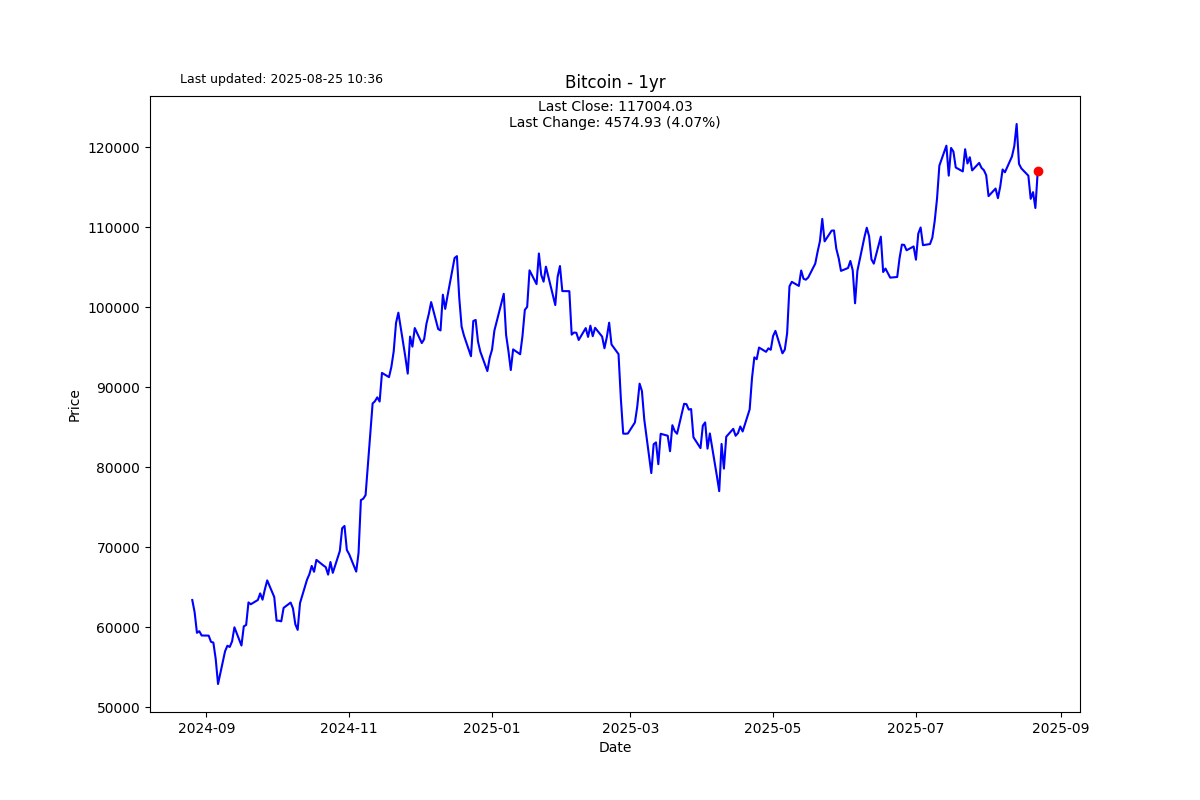 Last updated: 2025-08-25 10:36
Bitcoin - 1yr
Last Close: 117004.03
Last Change: 4574.93 (4.07%)
120000
110000
100000
90000
80000
70000
60000
50000
Price
2024-09
2024-11
2025-01
2025-03
2025-05
2025-07
2025-09
Date